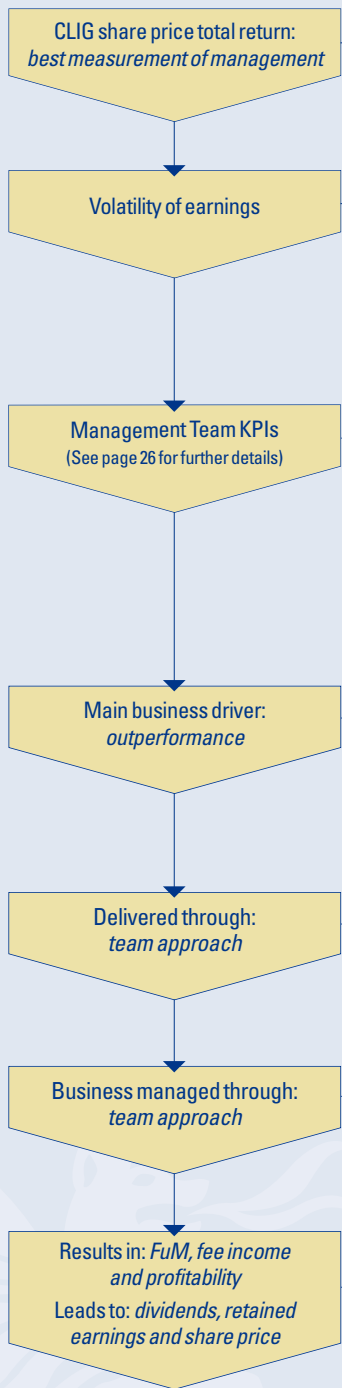 CLIG share price total return:
best measurement of management
Volatility of earnings
Management Team KPIs
(See page 26 for further details)
Main business driver:
outperformance
Delivered through:
team approach
Business managed through:
team approach
Results in: FuM, fee income
and profitability
Leads to: dividends, retained
earnings and share price